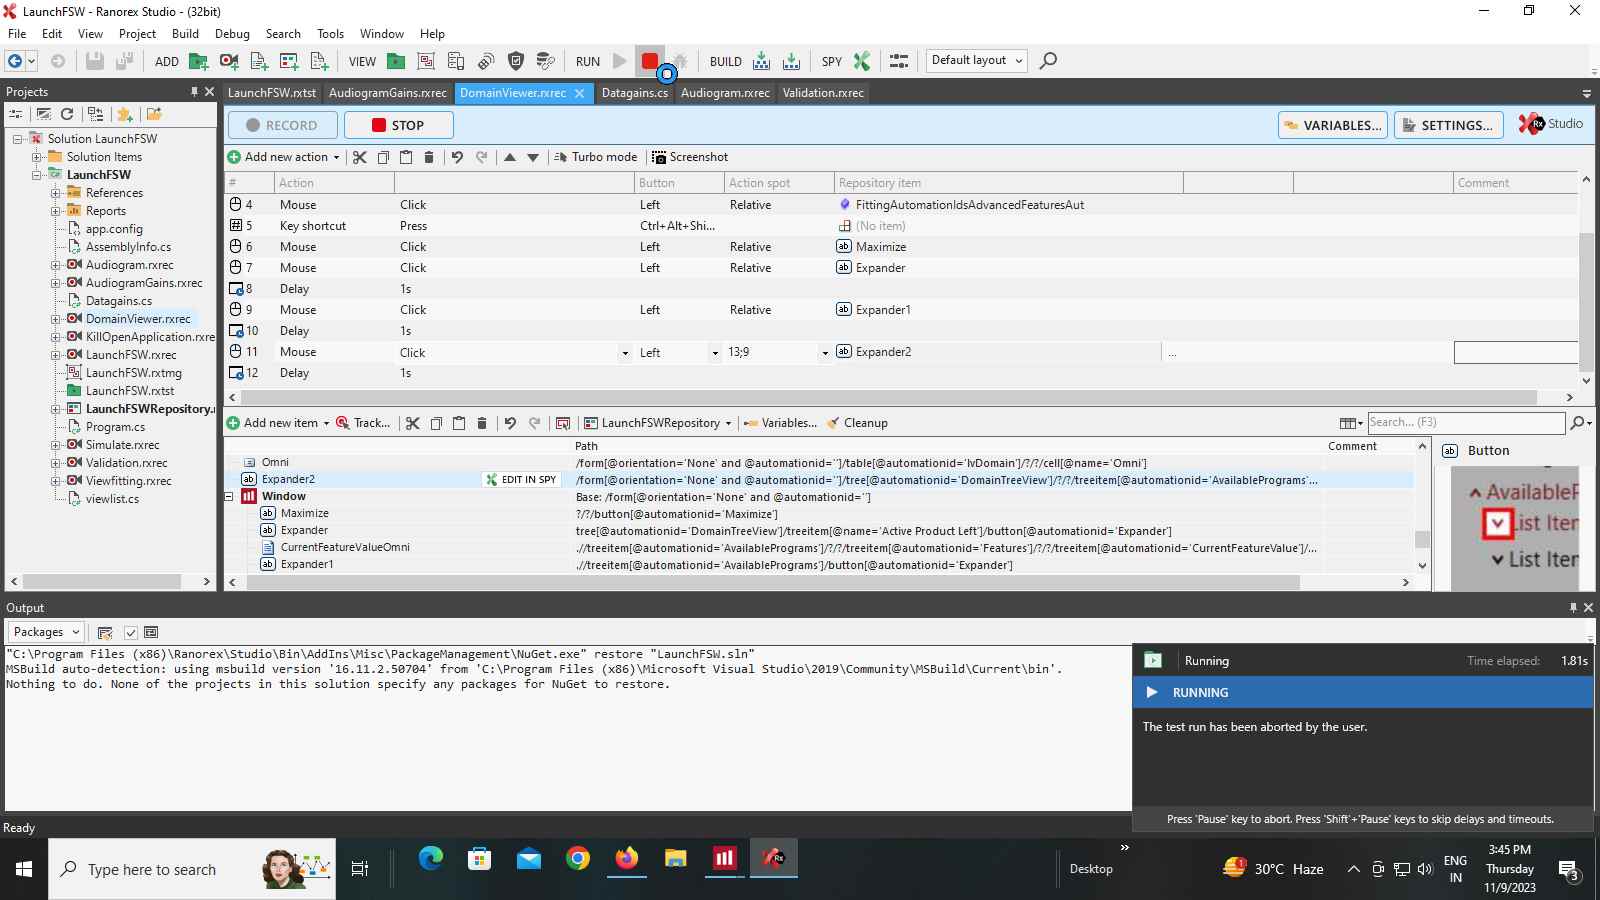 LaunchFSW - Ranorex Studio - (32bit)
File Edit View Project Build Debug Search Tools Window Help
ADD VIEW RUN BUILD SPY Default layout
Projects
LaunchFSW.rxtst AudiogramGains.rxrec DomainViewer.rxrec Datagains.cs Audiogram.rxrec Validation.rxrec
RECORD STOP VARIABLES... SETTINGS... Rx Studio
Add new action Turbo mode Screenshot
# Action Button Action spot Repository item Comment
4 Mouse Click Left Relative FittingAutomationIdsAdvancedFeaturesAut
5 Key shortcut Press Ctrl+Alt+Shi... (No item)
6 Mouse Click Left Relative Maximize
7 Mouse Click Left Relative Expander
8 Delay 1s
9 Mouse Click Left Relative Expander1
10 Delay 1s
11 Mouse Click Left 13;9 Expander2 ...
12 Delay 1s
Solution LaunchFSW
Solution Items
LaunchFSW
References
Reports
app.config
AssemblyInfo.cs
Audiogram.rxrec
AudiogramGains.rxrec
Datagains.cs
DomainViewer.rxrec
KillOpenApplication.rxre
LaunchFSW.rxrec
LaunchFSW.rxtmg
LaunchFSW.rxtst
LaunchFSWRepository.
Program.cs
Simulate.rxrec
Validation.rxrec
Viewfitting.rxrec
viewlist.cs
Add new item Track... LaunchFSWRepository Variables... Cleanup Search... (F3)
Path Comment
Omni /form[@orientation='None' and @automationid='']/table[@automationid='lvDomain']/?/?/cell[@name='Omni']
Expander2 EDIT IN SPY /form[@orientation='None' and @automationid='']/tree[@automationid='DomainTreeView']/?/?/treeitem[@automationid='AvailablePrograms'...
Window Base: /form[@orientation='None' and @automationid='']
Maximize ?/?/button[@automationid='Maximize']
Expander tree[@automationid='DomainTreeView']/treeitem[@name='Active Product Left']/button[@automationid='Expander']
CurrentFeatureValueOmni .//treeitem[@automationid='AvailablePrograms']/?/?/treeitem[@automationid='Features']/?/?/treeitem[@automationid='CurrentFeatureValue']/...
Expander1 .//treeitem[@automationid='AvailablePrograms']/button[@automationid='Expander']
ab Button
AvailableP
List Iter
List Iter
Output
Packages
"C:\Program Files (x86)\Ranorex\Studio\Bin\AddIns\Misc\PackageManagement\NuGet.exe" restore "LaunchFSW.sln"
MSBuild auto-detection: using msbuild version '16.11.2.50704' from 'C:\Program Files (x86)\Microsoft Visual Studio\2019\Community\MSBuild\Current\bin'.
Nothing to do. None of the projects in this solution specify any packages for NuGet to restore.
Running Time elapsed: 1.81s
RUNNING
The test run has been aborted by the user.
Press 'Pause' key to abort. Press 'Shift'+'Pause' keys to skip delays and timeouts.
Ready
Type here to search Desktop 30°C Haze ENG IN 3:45 PM Thursday 11/9/2023 3